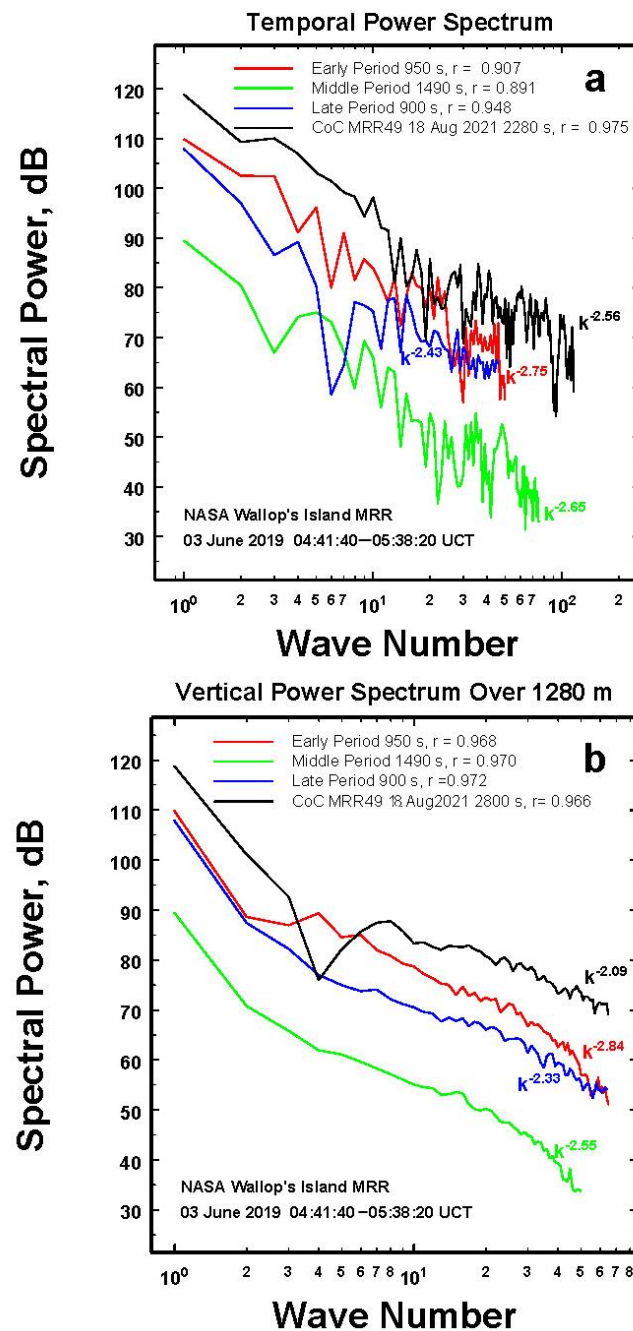 Temporal Power Spectrum
a
Early Period 950 s, r = 0.907
Middle Period 1490 s, r = 0.891
Late Period 900 s, r = 0.948
CoC MRR49 18 Aug 2021 2280 s, r = 0.975
Spectral Power, dB
120
110
100
90
80
70
60
50
40
30
k-2.56
k-2.43
k-2.75
k-2.65
NASA Wallop's Island MRR
03 June 2019 04:41:40–05:38:20 UCT
10⁰ 2 3 4 5 6 7 10¹ 2 3 4 5 6 7 10² 2
Wave Number
Vertical Power Spectrum Over 1280 m
b
Early Period 950 s, r = 0.968
Middle Period 1490 s, r = 0.970
Late Period 900 s, r =0.972
CoC MRR49 18 Aug2021 2800 s, r= 0.966
Spectral Power, dB
120
110
100
90
80
70
60
50
40
30
k-2.09
k-2.84
k-2.33
k-2.55
NASA Wallop's Island MRR
03 June 2019 04:41:40–05:38:20 UCT
10⁰ 2 3 4 5 6 7 8 10¹ 2 3 4 5 6 7 8
Wave Number